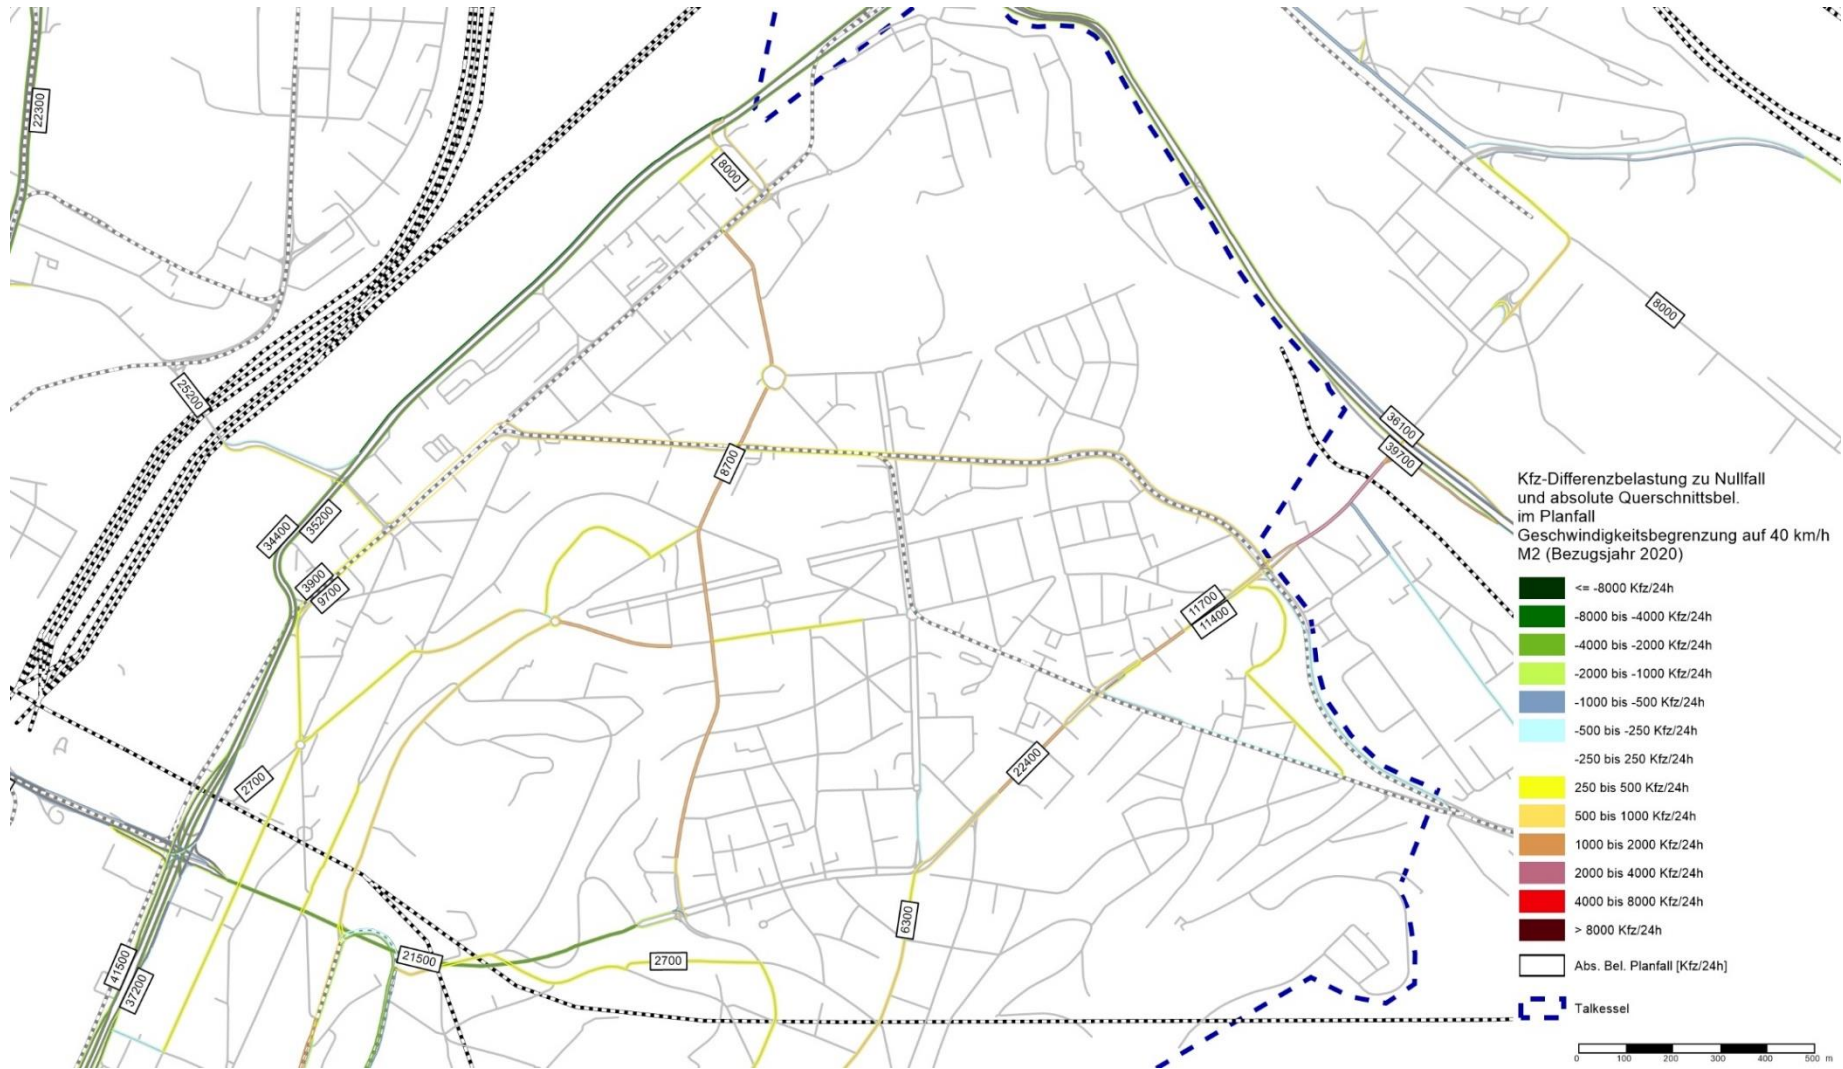 22300
8000
8000
25200
36100
39700
8700
34400
35200
3900
9700
11700
11400
22400
2700
6300
21500
2700
41500
37200
Kfz-Differenzbelastung zu Nullfall
und absolute Querschnittsbel.
im Planfall
Geschwindigkeitsbegrenzung auf 40 km/h
M2 (Bezugsjahr 2020)
<= -8000 Kfz/24h
-8000 bis -4000 Kfz/24h
-4000 bis -2000 Kfz/24h
-2000 bis -1000 Kfz/24h
-1000 bis -500 Kfz/24h
-500 bis -250 Kfz/24h
-250 bis 250 Kfz/24h
250 bis 500 Kfz/24h
500 bis 1000 Kfz/24h
1000 bis 2000 Kfz/24h
2000 bis 4000 Kfz/24h
4000 bis 8000 Kfz/24h
> 8000 Kfz/24h
Abs. Bel. Planfall [Kfz/24h]
Talkessel
0 100 200 300 400 500 m